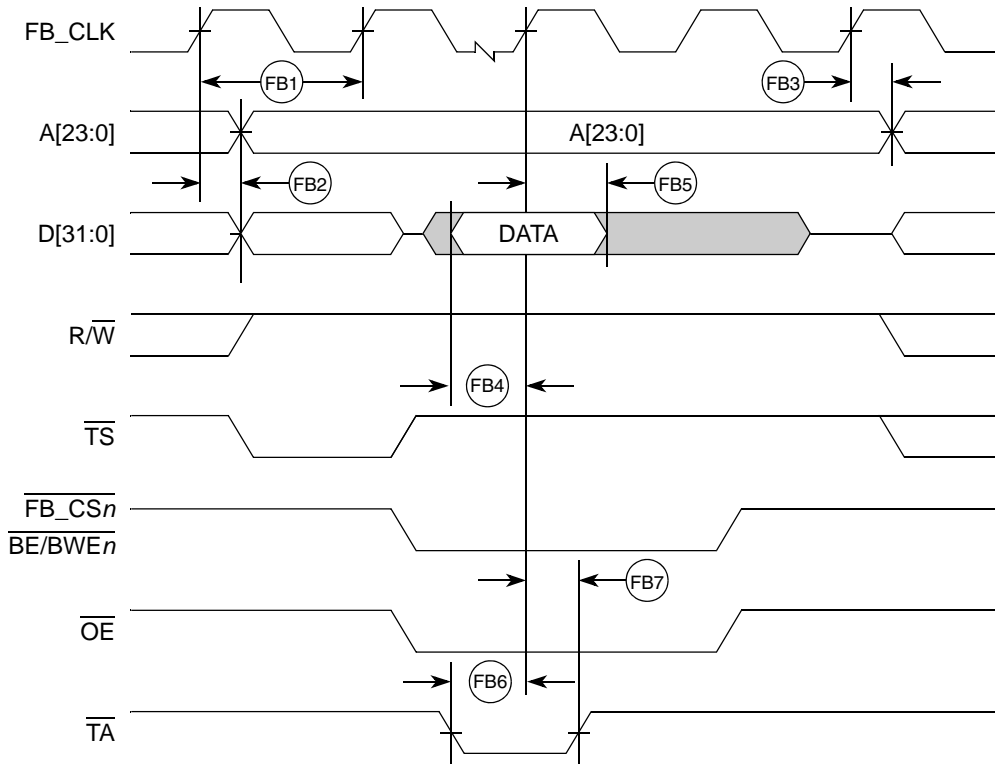 FB_CLK
FB1
FB3
A[23:0]
A[23:0]
FB2
FB5
D[31:0]
DATA
R/W
FB4
TS
FB_CSn
BE/BWEn
FB7
OE
FB6
TA